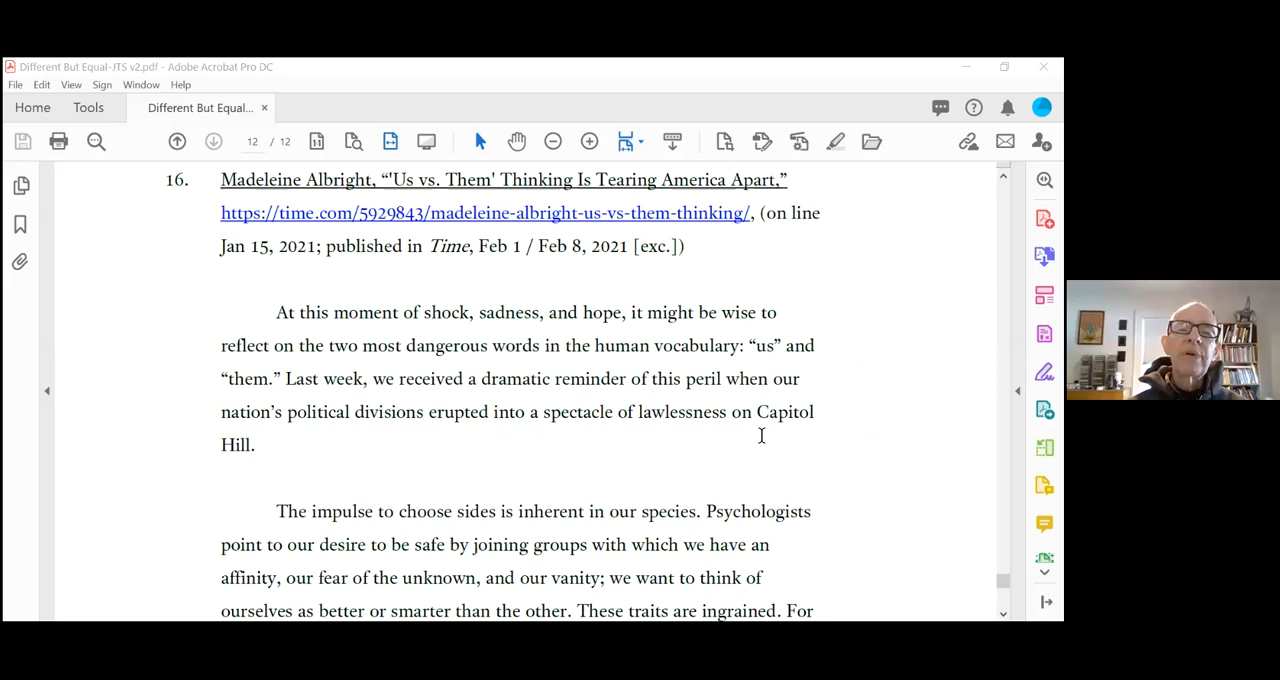 Different But Equal-JTS v2.pdf - Adobe Acrobat Pro DC
File Edit View Sign Window Help
Home Tools Different But Equal... ×
12 / 12
16. Madeleine Albright, “'Us vs. Them' Thinking Is Tearing America Apart,”
https://time.com/5929843/madeleine-albright-us-vs-them-thinking/, (on line
Jan 15, 2021; published in Time, Feb 1 / Feb 8, 2021 [exc.])
At this moment of shock, sadness, and hope, it might be wise to
reflect on the two most dangerous words in the human vocabulary: “us” and
“them.” Last week, we received a dramatic reminder of this peril when our
nation’s political divisions erupted into a spectacle of lawlessness on Capitol
Hill.
The impulse to choose sides is inherent in our species. Psychologists
point to our desire to be safe by joining groups with which we have an
affinity, our fear of the unknown, and our vanity; we want to think of
ourselves as better or smarter than the other. These traits are ingrained. For